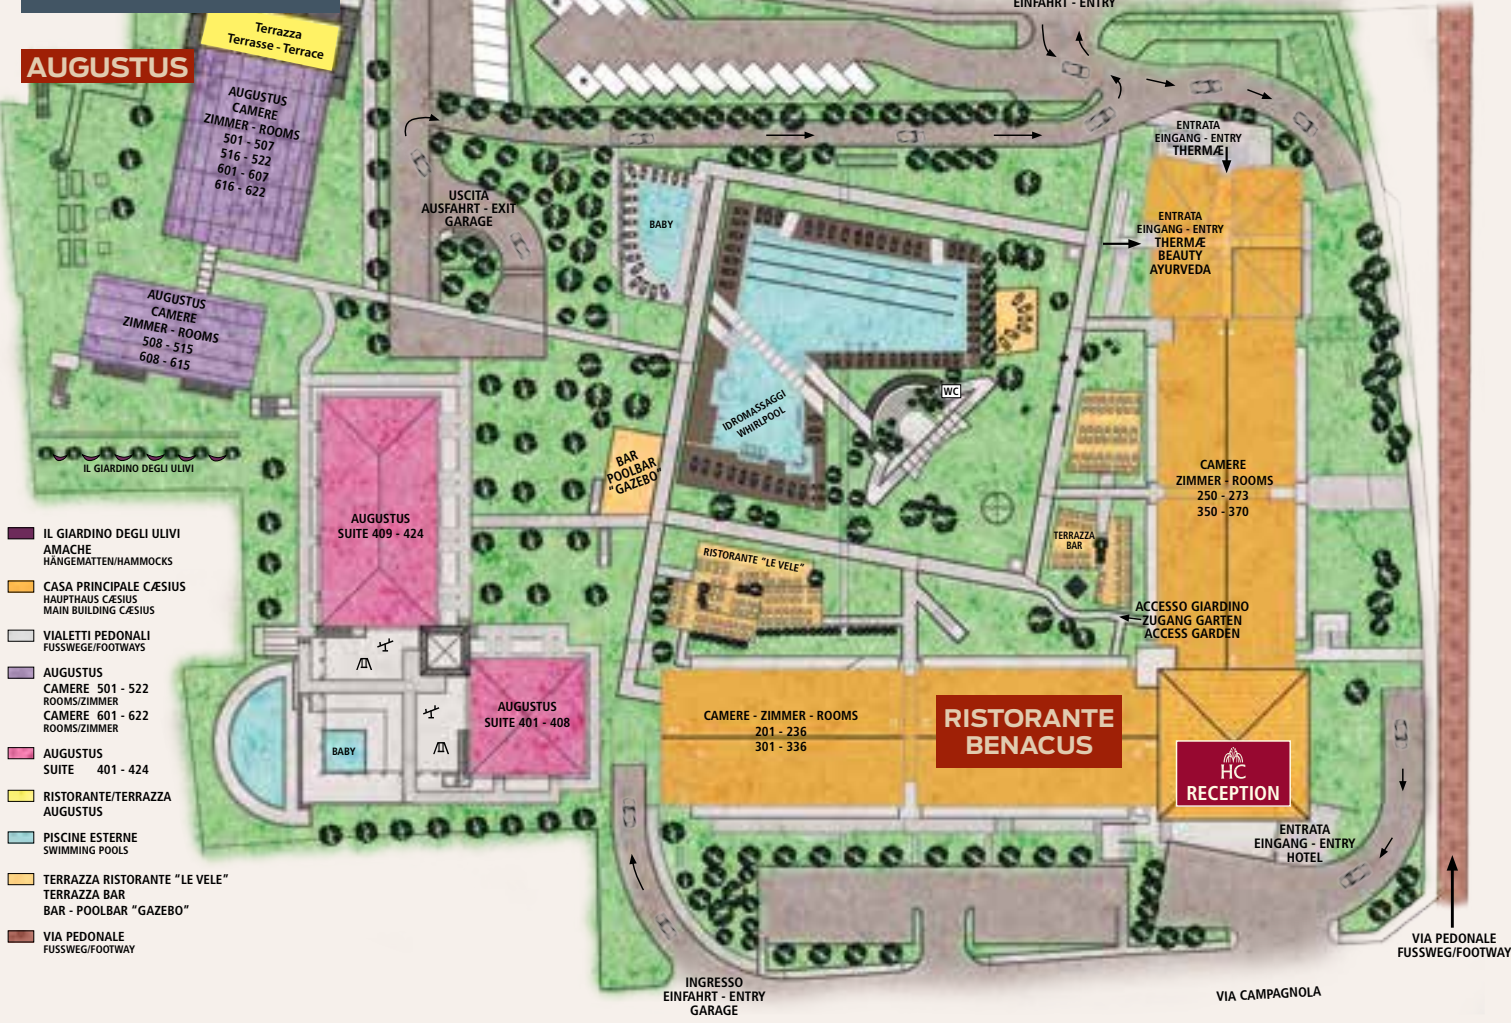 EINFAHRT - ENTRY
Terrazza
Terrasse - Terrace
AUGUSTUS
AUGUSTUS
CAMERE
ZIMMER - ROOMS
501 - 507
516 - 522
601 - 607
616 - 622
ENTRATA
EINGANG - ENTRY
THERMÆ
USCITA
AUSFAHRT - EXIT
GARAGE
BABY
ENTRATA
EINGANG - ENTRY
THERMÆ
BEAUTY
AYURVEDA
AUGUSTUS
CAMERE
ZIMMER - ROOMS
508 - 515
608 - 615
WC
IDROMASSAGGI
WHIRLPOOL
IL GIARDINO DEGLI ULIVI
BAR
POOLBAR
"GAZEBO"
CAMERE
ZIMMER - ROOMS
250 - 273
350 - 370
AUGUSTUS
SUITE 409 - 424
TERRAZZA
BAR
RISTORANTE "LE VELE"
ACCESSO GIARDINO
ZUGANG GARTEN
ACCESS GARDEN
AUGUSTUS
SUITE 401 - 408
BABY
CAMERE - ZIMMER - ROOMS
201 - 236
301 - 336
RISTORANTE
BENACUS
HC
RECEPTION
ENTRATA
EINGANG - ENTRY
HOTEL
IL GIARDINO DEGLI ULIVI
AMACHE
HÄNGEMATTEN/HAMMOCKS
CASA PRINCIPALE CÆSIUS
HAUPTHAUS CÆSIUS
MAIN BUILDING CÆSIUS
VIALETTI PEDONALI
FUSSWEGE/FOOTWAYS
AUGUSTUS
CAMERE 501 - 522
ROOMS/ZIMMER
CAMERE 601 - 622
ROOMS/ZIMMER
AUGUSTUS
SUITE 401 - 424
RISTORANTE/TERRAZZA
AUGUSTUS
PISCINE ESTERNE
SWIMMING POOLS
TERRAZZA RISTORANTE "LE VELE"
TERRAZZA BAR
BAR - POOLBAR "GAZEBO"
VIA PEDONALE
FUSSWEG/FOOTWAY
INGRESSO
EINFAHRT - ENTRY
GARAGE
VIA CAMPAGNOLA
VIA PEDONALE
FUSSWEG/FOOTWAY